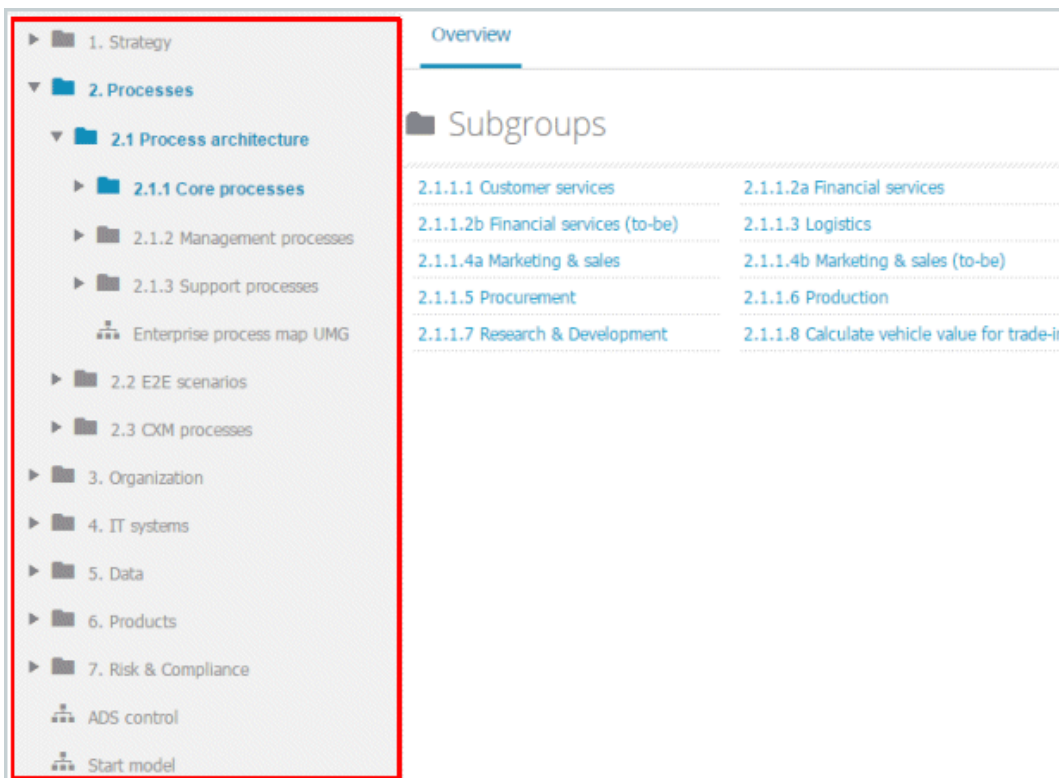 1. Strategy
2. Processes
2.1 Process architecture
2.1.1 Core processes
2.1.2 Management processes
2.1.3 Support processes
Enterprise process map UMG
2.2 E2E scenarios
2.3 CXM processes
3. Organization
4. IT systems
5. Data
6. Products
7. Risk & Compliance
ADS control
Start model
Overview
Subgroups
2.1.1.1 Customer services
2.1.1.2a Financial services
2.1.1.2b Financial services (to-be)
2.1.1.3 Logistics
2.1.1.4a Marketing & sales
2.1.1.4b Marketing & sales (to-be)
2.1.1.5 Procurement
2.1.1.6 Production
2.1.1.7 Research & Development
2.1.1.8 Calculate vehicle value for trade-in